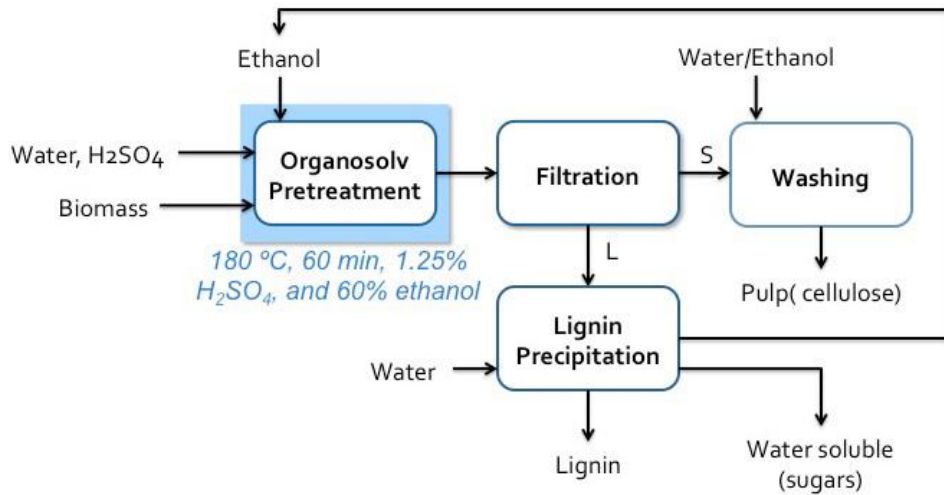 Ethanol
Water/Ethanol
Water, H2SO4
Biomass
Organosolv
Pretreatment
Filtration
S
Washing
180 ºC, 60 min, 1.25%
H₂SO₄, and 60% ethanol
L
Pulp( cellulose)
Lignin
Precipitation
Water
Lignin
Water soluble
(sugars)